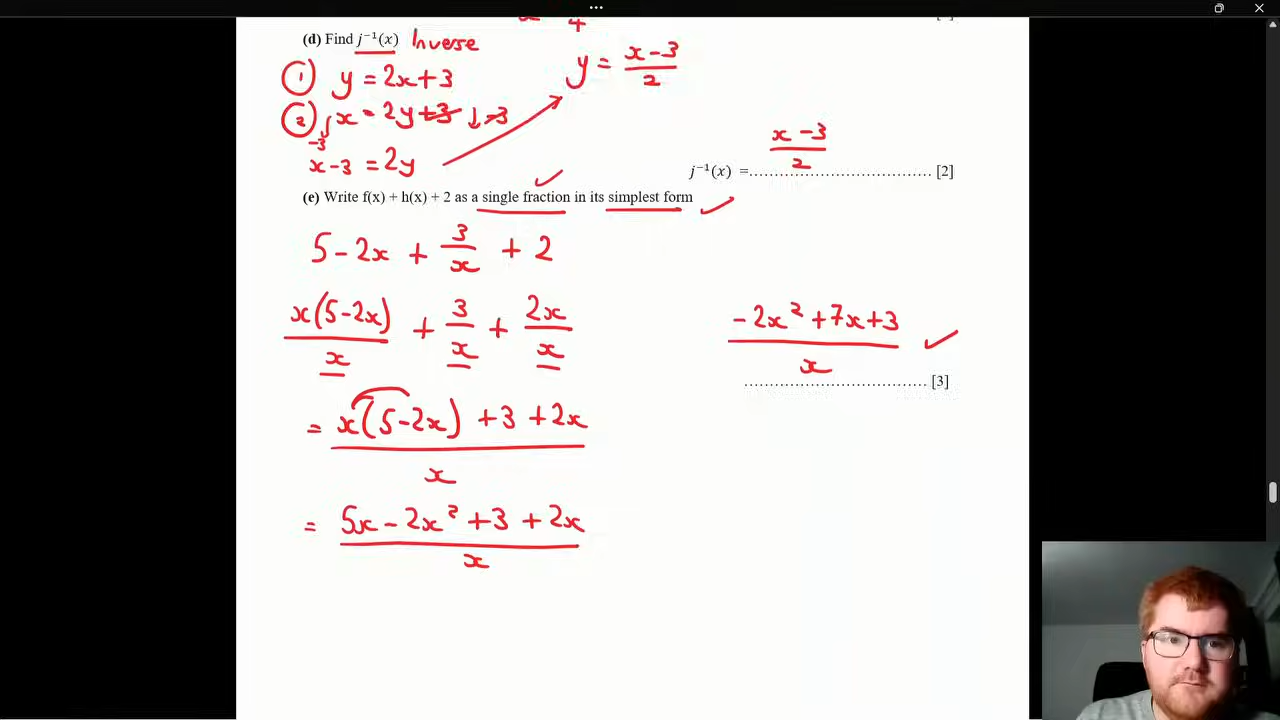 (d) Find j⁻¹(x) Inverse
① y = 2x+3
② x = 2y+3 ↓-3
-3
x-3 = 2y
y = x-3
2
x-3
2
j⁻¹(x) =.................................... [2]
(e) Write f(x) + h(x) + 2 as a single fraction in its simplest form
5-2x + 3/x + 2
x(5-2x)/x + 3/x + 2x/x
= x(5-2x) +3 +2x
x
= 5x - 2x² +3 +2x
x
-2x² +7x+3
x
.................................... [3]